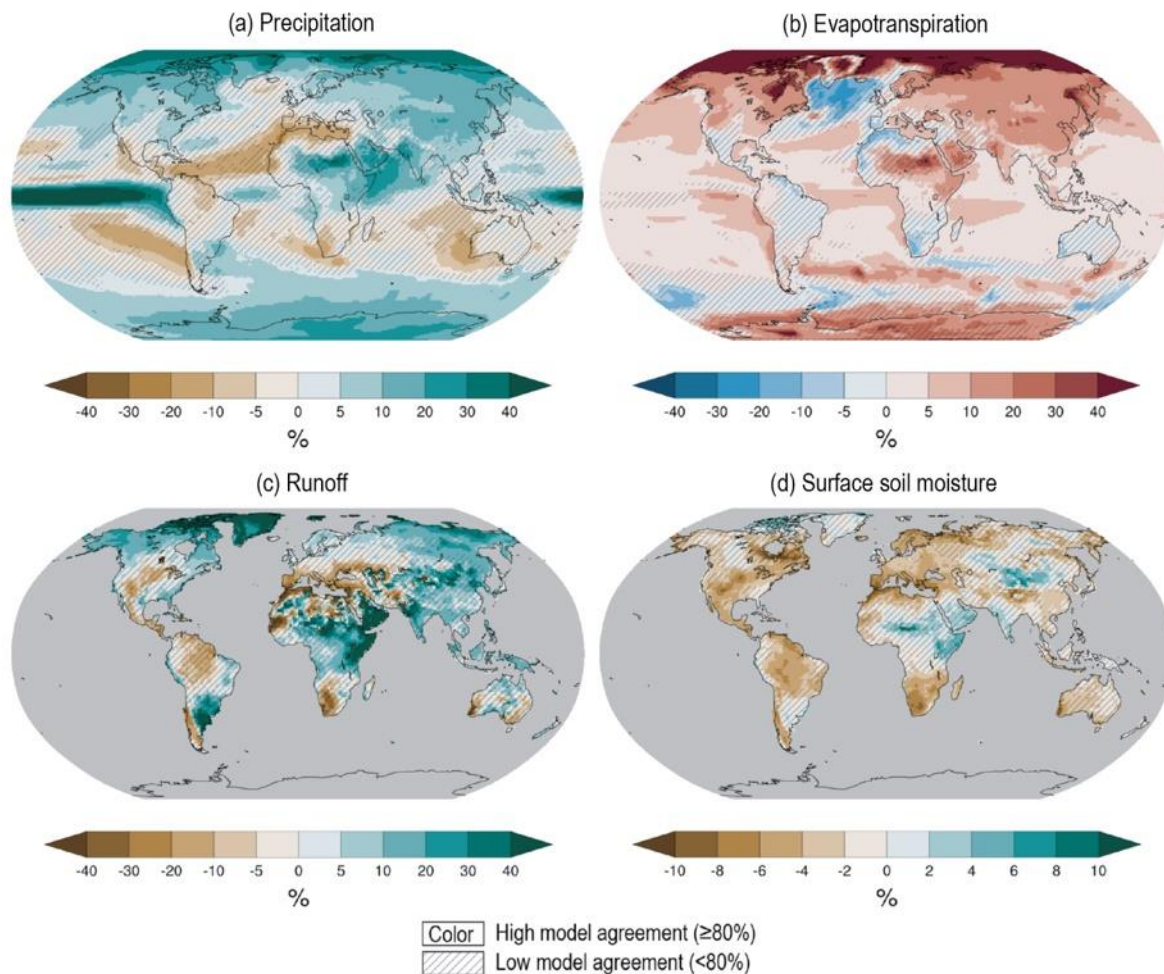 (a) Precipitation
(b) Evapotranspiration
-40 -30 -20 -10 -5 0 5 10 20 30 40
%
-40 -30 -20 -10 -5 0 5 10 20 30 40
%
(c) Runoff
(d) Surface soil moisture
-40 -30 -20 -10 -5 0 5 10 20 30 40
%
-10 -8 -6 -4 -2 0 2 4 6 8 10
%
Color High model agreement (≥80%)
Low model agreement (<80%)